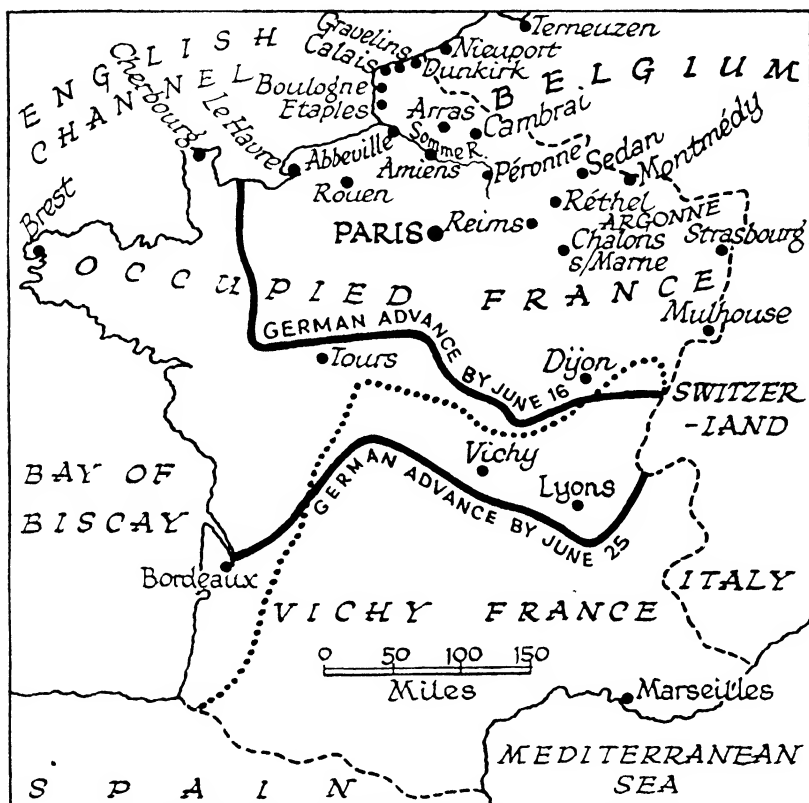 ENGLISH
CHANNEL
Terneuzen
Gravelins
Nieuport
Calais
Dunkirk
BELGIUM
Boulogne
Etaples
Cherbourg
Le Havre
Arras
Cambrai
Somme R.
Abbeville
Amiens
Péronne
Sedan
Montmédy
Rouen
Réthel
Brest
PARIS
Reims
ARGONNE
Chalons
s/Marne
Strasbourg
OCCUPIED FRANCE
Mulhouse
GERMAN ADVANCE BY JUNE 16
Tours
Dijon
SWITZER
-LAND
Vichy
BAY OF
BISCAY
GERMAN ADVANCE BY JUNE 25
Lyons
Bordeaux
ITALY
VICHY FRANCE
0 50 100 150
Miles
Marseilles
MEDITERRANEAN
SEA
SPAIN